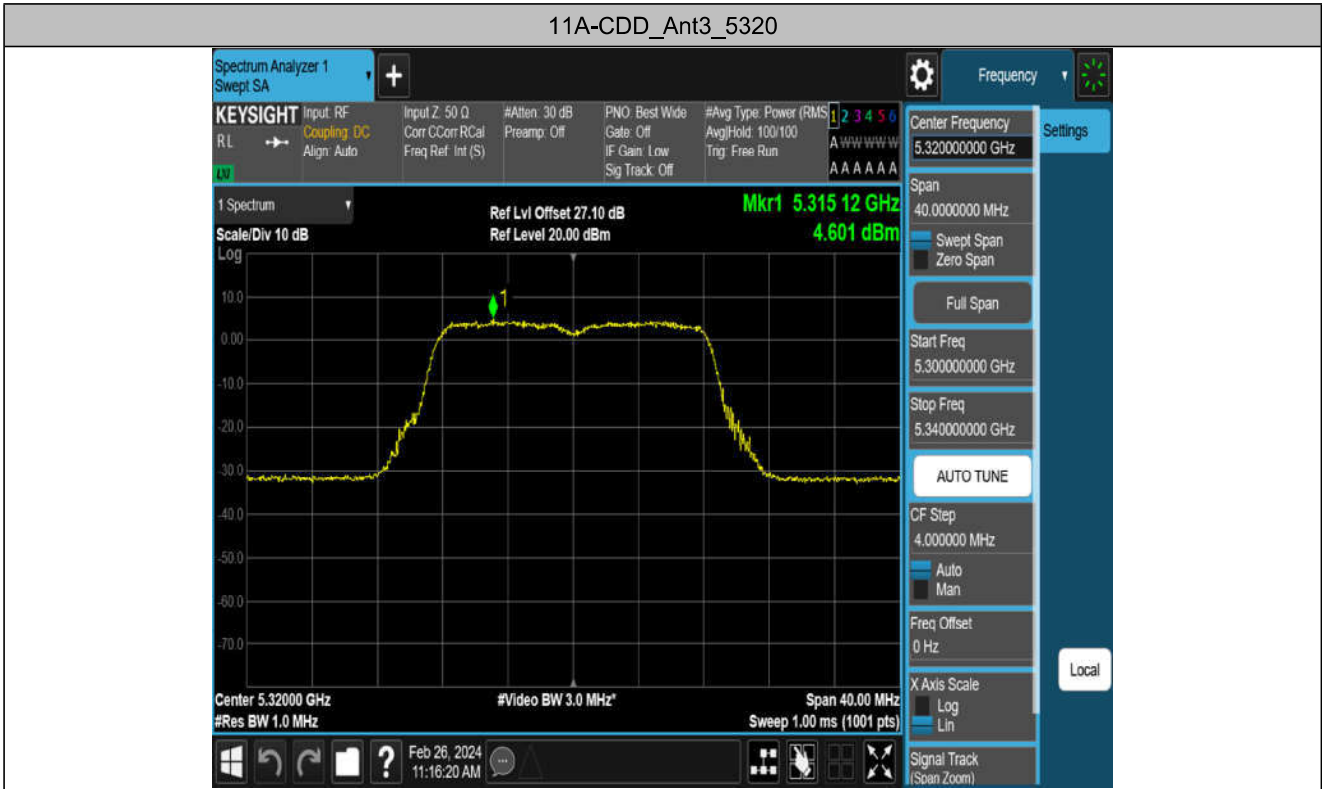 11A-CDD_Ant3_5320
Spectrum Analyzer 1
Swept SA
+
Frequency
KEYSIGHT
RL
LXI
Input: RF
Coupling: DC
Align: Auto
Input Z: 50 Ω
Corr CCorr RCal
Freq Ref: Int (S)
#Atten: 30 dB
Preamp: Off
PNO: Best Wide
Gate: Off
IF Gain: Low
Sig Track: Off
#Avg Type: Power (RMS
Avg|Hold: 100/100
Trig: Free Run
1 2 3 4 5 6
A W W W W W
A A A A A A
1 Spectrum
Scale/Div 10 dB
Log
Ref Lvl Offset 27.10 dB
Ref Level 20.00 dBm
Mkr1 5.315 12 GHz
4.601 dBm
1
10.0
0.00
-10.0
-20.0
-30.0
-40.0
-50.0
-60.0
-70.0
Center 5.32000 GHz
#Res BW 1.0 MHz
#Video BW 3.0 MHz*
Span 40.00 MHz
Sweep 1.00 ms (1001 pts)
?
Feb 26, 2024
11:16:20 AM
Center Frequency
5.320000000 GHz
Settings
Span
40.0000000 MHz
Swept Span
Zero Span
Full Span
Start Freq
5.300000000 GHz
Stop Freq
5.340000000 GHz
AUTO TUNE
CF Step
4.000000 MHz
Auto
Man
Freq Offset
0 Hz
X Axis Scale
Log
Lin
Local
Signal Track
(Span Zoom)